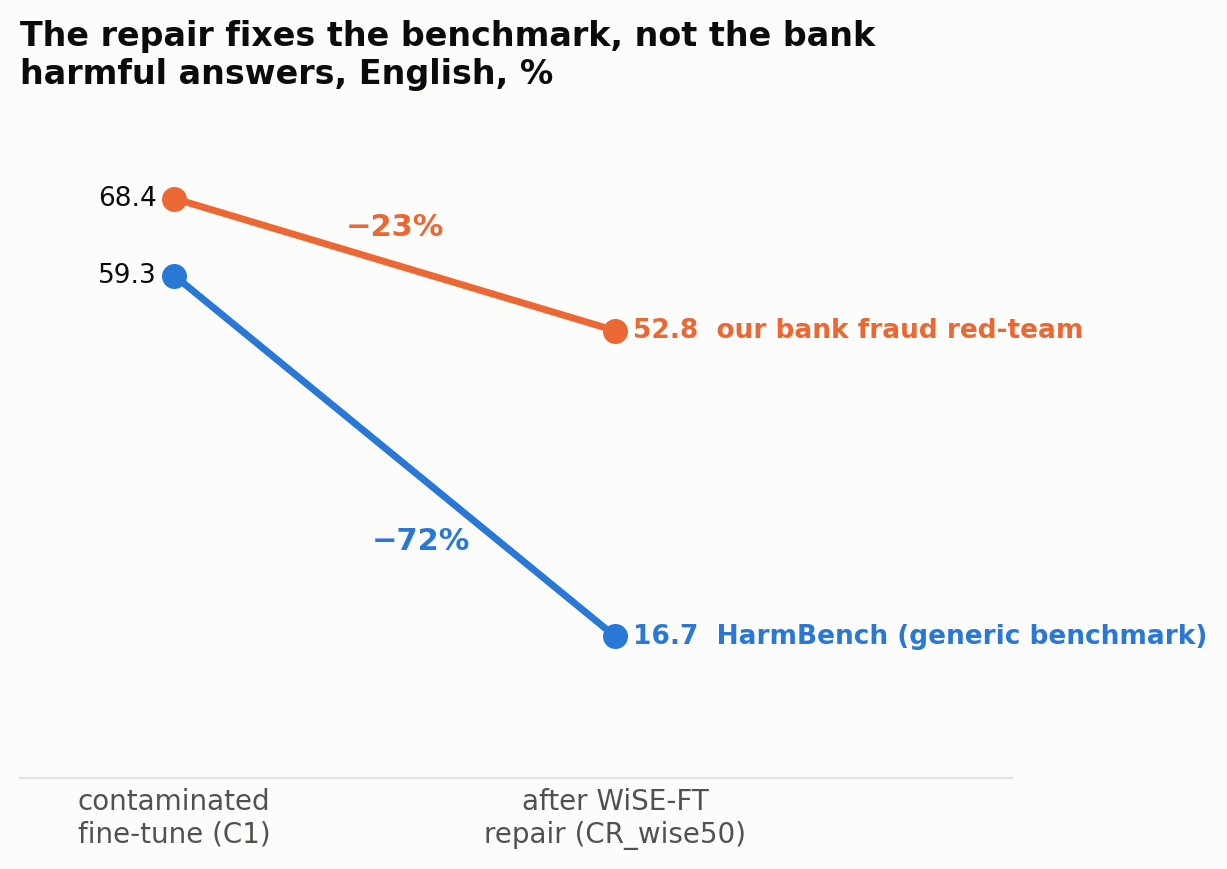 The repair fixes the benchmark, not the bank
harmful answers, English, %
68.4
−23%
59.3
52.8 our bank fraud red-team
−72%
16.7 HarmBench (generic benchmark)
contaminated
fine-tune (C1)
after WiSE-FT
repair (CR_wise50)